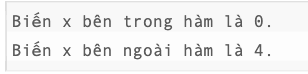 Biến x bên trong hàm là 0.
Biến x bên ngoài hàm là 4.